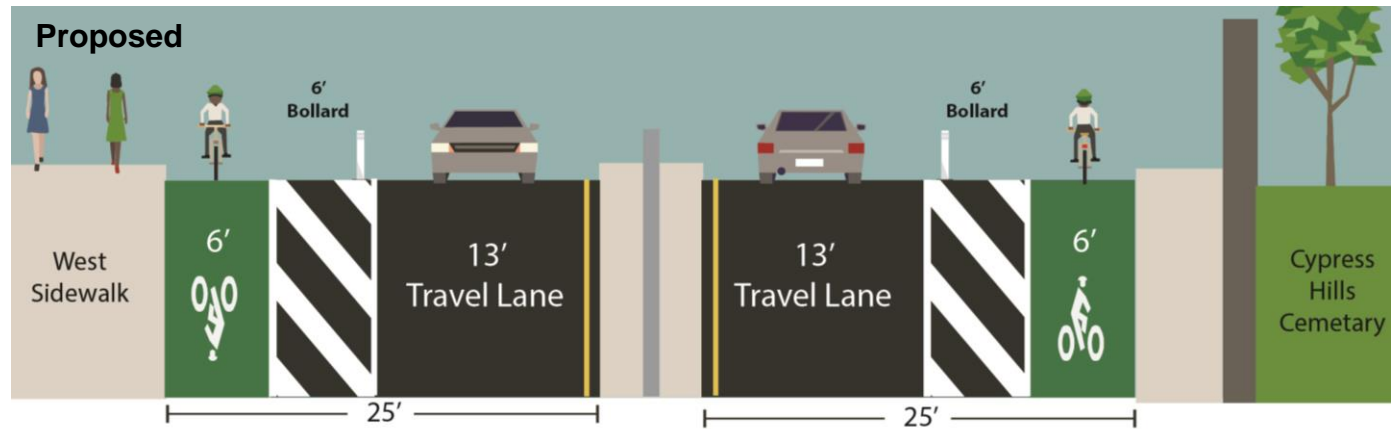 Proposed
6’
Bollard
6’
Bollard
West
Sidewalk
6’
13’
Travel Lane
13’
Travel Lane
6’
Cypress
Hills
Cemetary
25’
25’